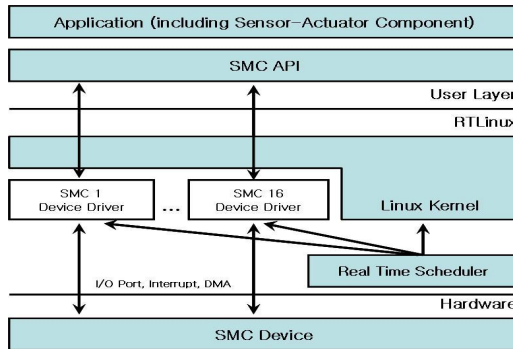 Application (including Sensor-Actuator Component)
SMC API
User Layer
RTLinux
SMC 1
Device Driver
...
SMC 16
Device Driver
Linux Kernel
Real Time Scheduler
I/O Port, Interrupt, DMA
Hardware
SMC Device